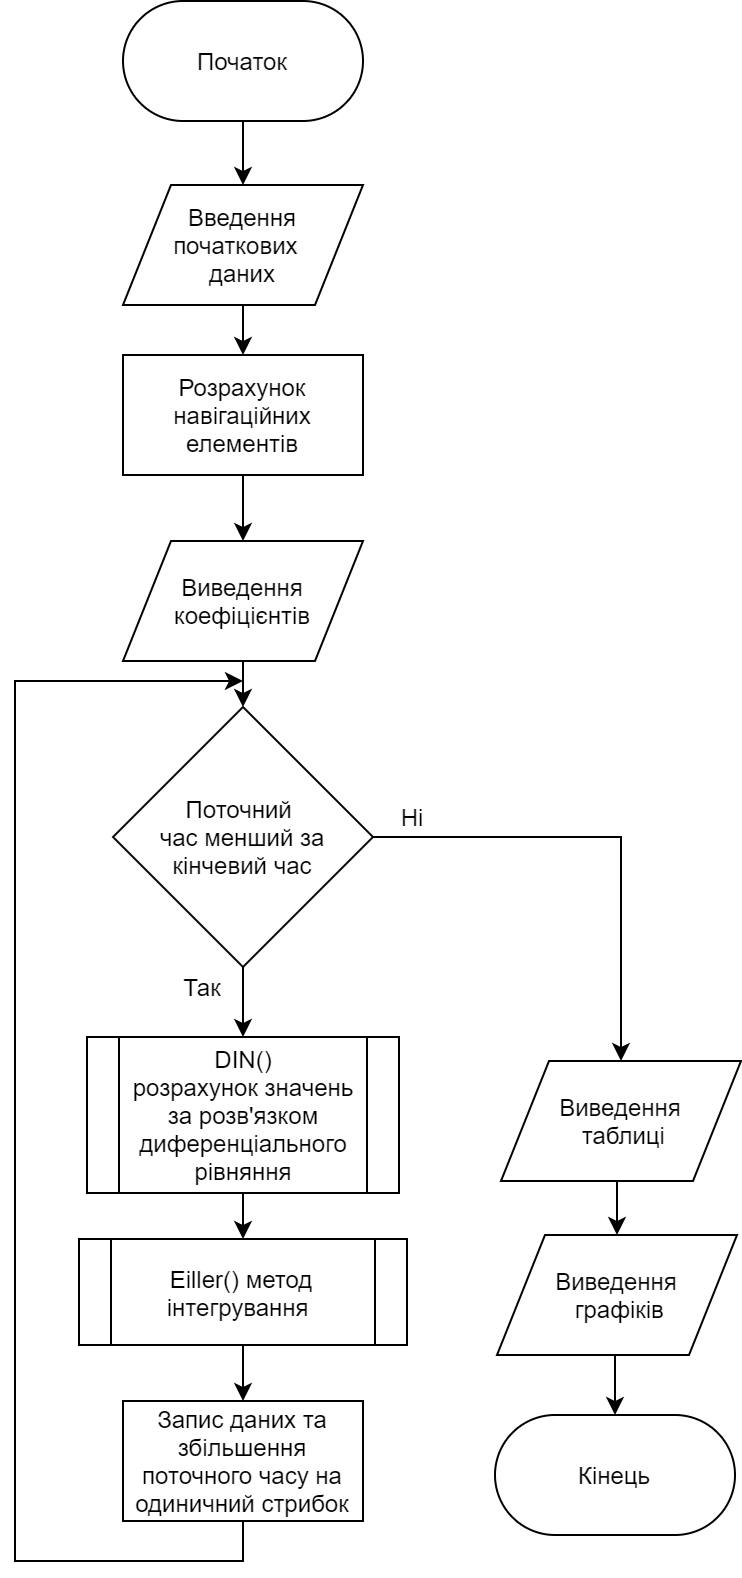 Початок
Введення
початкових
даних
Розрахунок
навігаційних
елементів
Виведення
коефіцієнтів
Поточний
час менший за
кінчевий час
Ні
Так
DIN()
розрахунок значень
за розв'язком
диференціального
рівняння
Eiller() метод
інтегрування
Запис даних та
збільшення
поточного часу на
одиничний стрибок
Виведення
таблиці
Виведення
графіків
Кінець